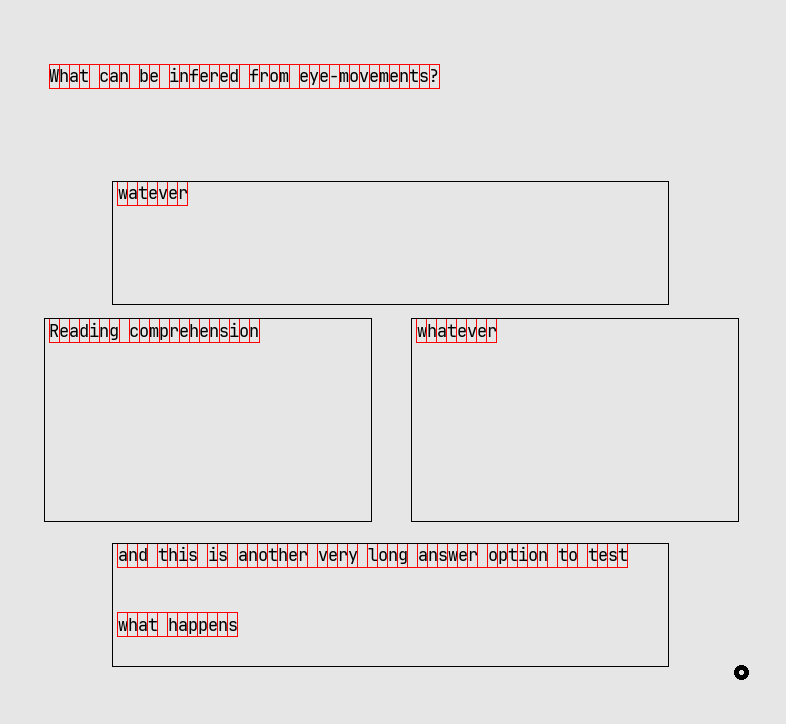 What can be infered from eye-movements?
watever
Reading comprehension
whatever
and this is another very long answer option to test
what happens